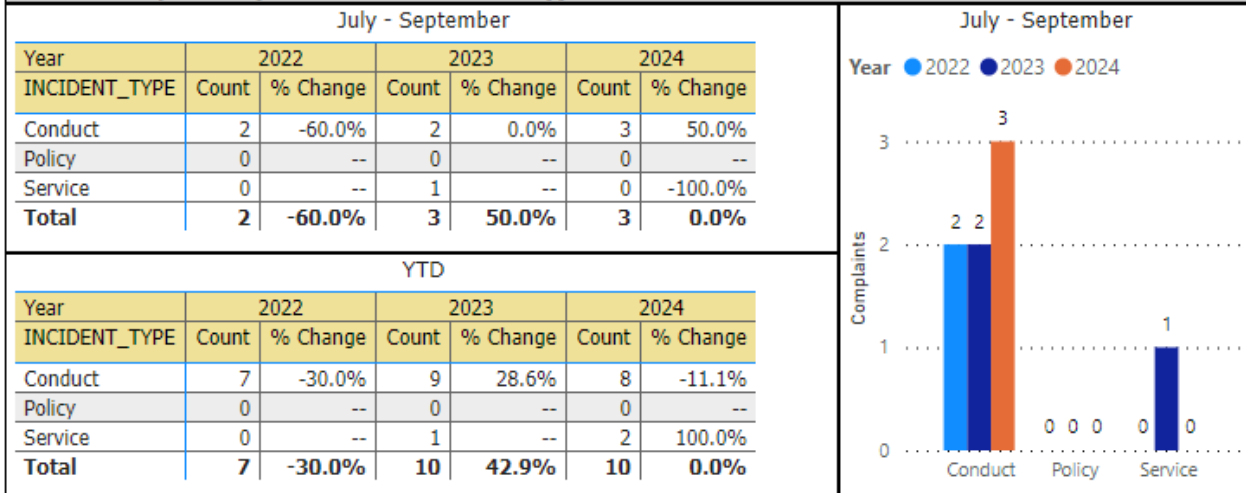 July - September
Year 2022 2023 2024
INCIDENT_TYPE Count % Change Count % Change Count % Change
Conduct 2 -60.0% 2 0.0% 3 50.0%
Policy 0 -- 0 -- 0 --
Service 0 -- 1 -- 0 -100.0%
Total 2 -60.0% 3 50.0% 3 0.0%
YTD
Year 2022 2023 2024
INCIDENT_TYPE Count % Change Count % Change Count % Change
Conduct 7 -30.0% 9 28.6% 8 -11.1%
Policy 0 -- 0 -- 0 --
Service 0 -- 1 -- 2 100.0%
Total 7 -30.0% 10 42.9% 10 0.0%
July - September
Year 2022 2023 2024
Complaints
3
2
1
0
2 2 3
0 0 0
0 1 0
Conduct Policy Service